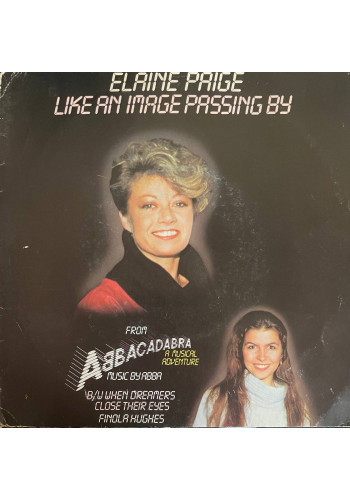 ELAINE PAIGE
LIKE AN IMAGE PASSING BY
FROM
ABBACADABRA
A MUSICAL
ADVENTURE
MUSIC BY ABBA
B/W WHEN DREAMERS
CLOSE THEIR EYES
FINOLA HUGHES